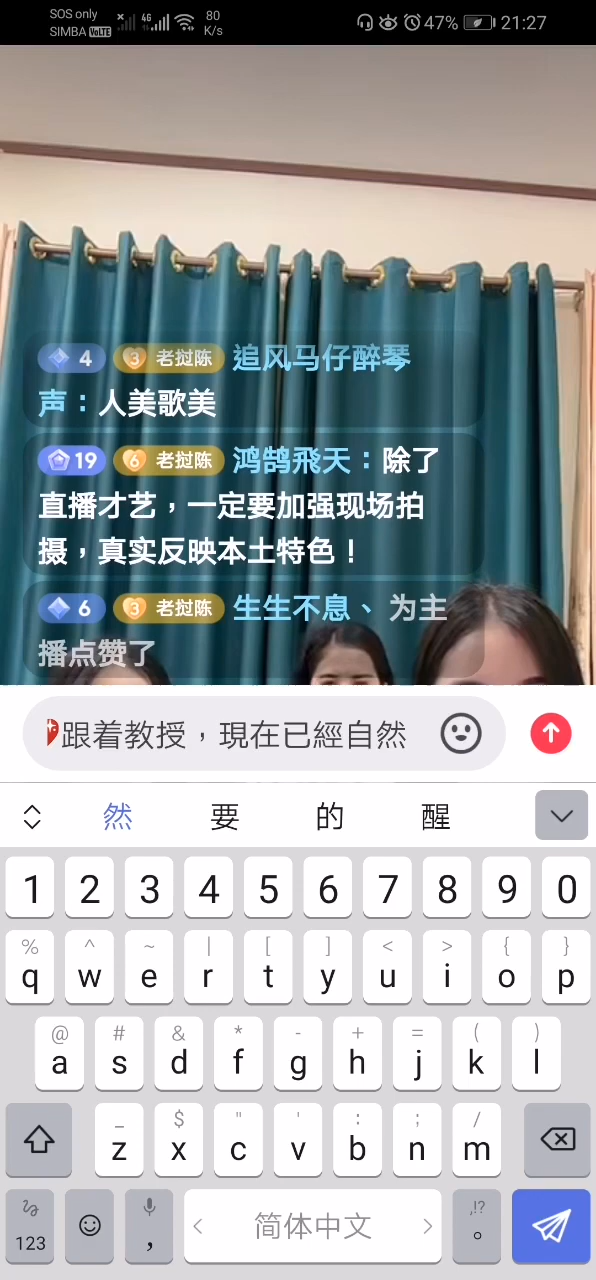 SOS only
SIMBA VoLTE
4G
80
K/s
47%
21:27
4 3 老挝陈 追风马仔醉琴
声：人美歌美
19 6 老挝陈 鸿鹄飛天：除了
直播才艺，一定要加强现场拍
摄，真实反映本土特色！
6 3 老挝陈 生生不息、 为主
播点赞了
跟着教授，現在已經自然
然 要 的 醒
1 2 3 4 5 6 7 8 9 0
% ^ ~ | [ ] < > { }
q w e r t y u i o p
@ # & * - + = ( )
a s d f g h j k l
_ $ " ' : ; /
z x c v b n m
123 , < 简体中文 > ,!? 。